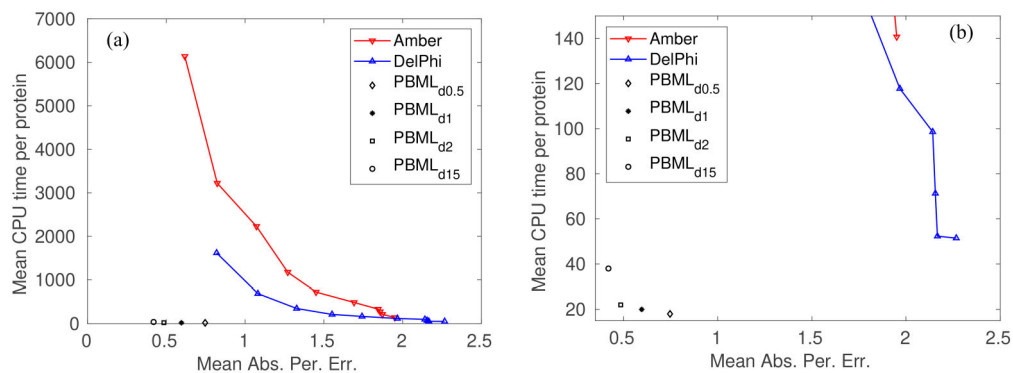 (a)
7000
6000
5000
4000
3000
2000
1000
0
0
0.5
1
1.5
2
2.5
Mean CPU time per protein
Mean Abs. Per. Err.
Amber
DelPhi
PBML_d0.5
PBML_d1
PBML_d2
PBML_d15
(b)
140
120
100
80
60
40
20
0.5
1
1.5
2
2.5
Mean CPU time per protein
Mean Abs. Per. Err.
Amber
DelPhi
PBML_d0.5
PBML_d1
PBML_d2
PBML_d15